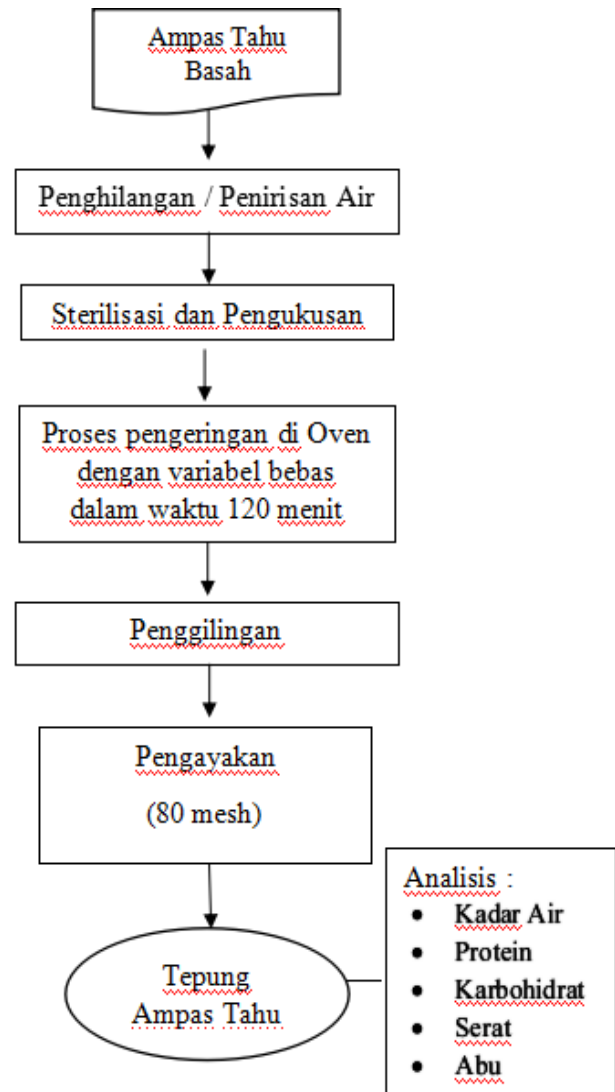 Ampas Tahu
Basah
Penghilangan / Penirisan Air
Sterilisasi dan Pengukusan
Proses pengeringan di Oven
dengan variabel bebas
dalam waktu 120 menit
Penggilingan
Pengayakan
(80 mesh)
Tepung
Ampas Tahu
Analisis :
• Kadar Air
• Protein
• Karbohidrat
• Serat
• Abu